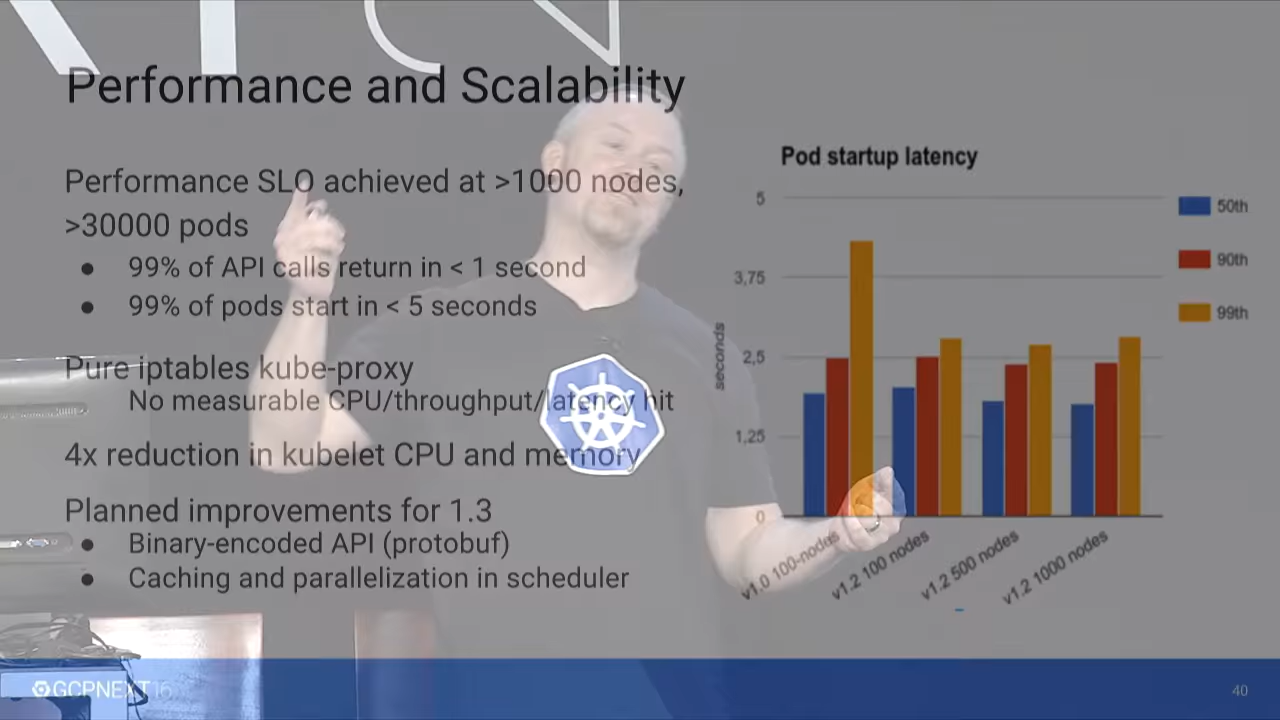 Performance and Scalability
Performance SLO achieved at >1000 nodes,
>30000 pods
● 99% of API calls return in < 1 second
● 99% of pods start in < 5 seconds
Pure iptables kube-proxy
No measurable CPU/throughput/latency hit
4x reduction in kubelet CPU and memory
Planned improvements for 1.3
● Binary-encoded API (protobuf)
● Caching and parallelization in scheduler
Pod startup latency
5
3,75
2,5
1,25
0
seconds
v1.0 100-nodes
v1.2 100 nodes
v1.2 500 nodes
v1.2 1000 nodes
50th
90th
99th
GCPNEXT16
40